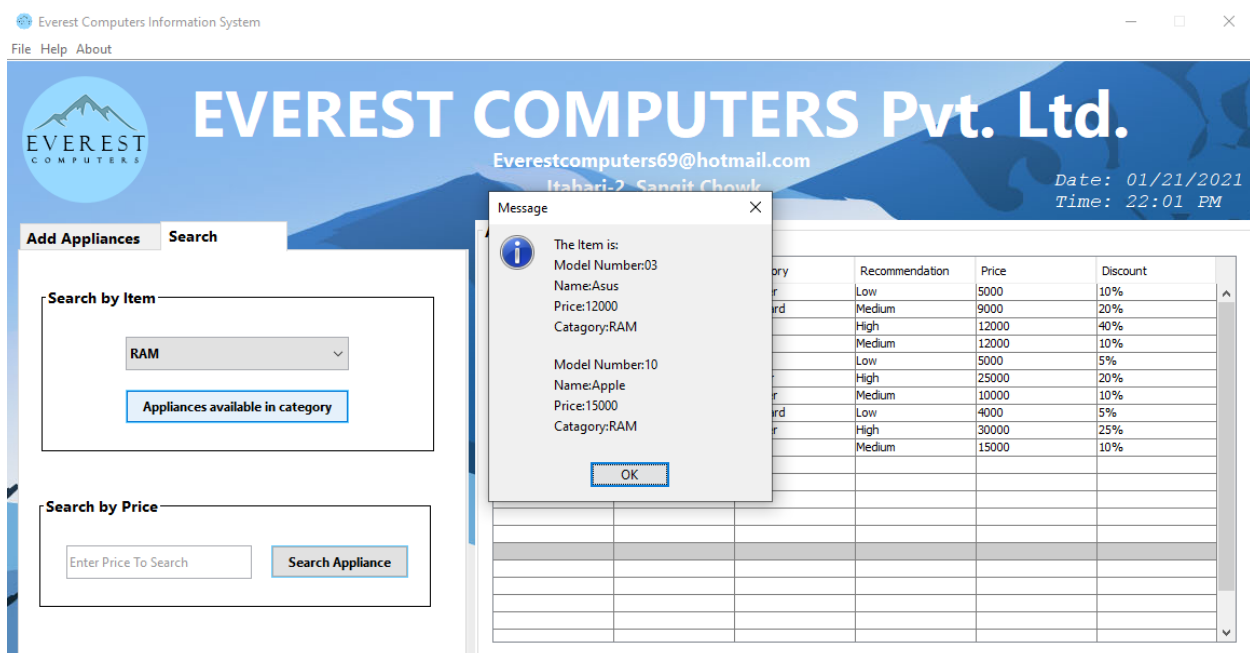 Everest Computers Information System
File Help About
EVEREST
COMPUTERS
EVEREST COMPUTERS Pvt. Ltd.
Everestcomputers69@hotmail.com
Itahari-2, Sangit Chowk
Date: 01/21/2021
Time: 22:01 PM
Add Appliances Search
Search by Item
RAM
Appliances available in category
Search by Price
Enter Price To Search Search Appliance
Message
The Item is:
Model Number:03
Name:Asus
Price:12000
Catagory:RAM
Model Number:10
Name:Apple
Price:15000
Catagory:RAM
OK
Recommendation Price Discount
Low 5000 10%
Medium 9000 20%
High 12000 40%
Medium 12000 10%
Low 5000 5%
High 25000 20%
Medium 10000 10%
Low 4000 5%
High 30000 25%
Medium 15000 10%